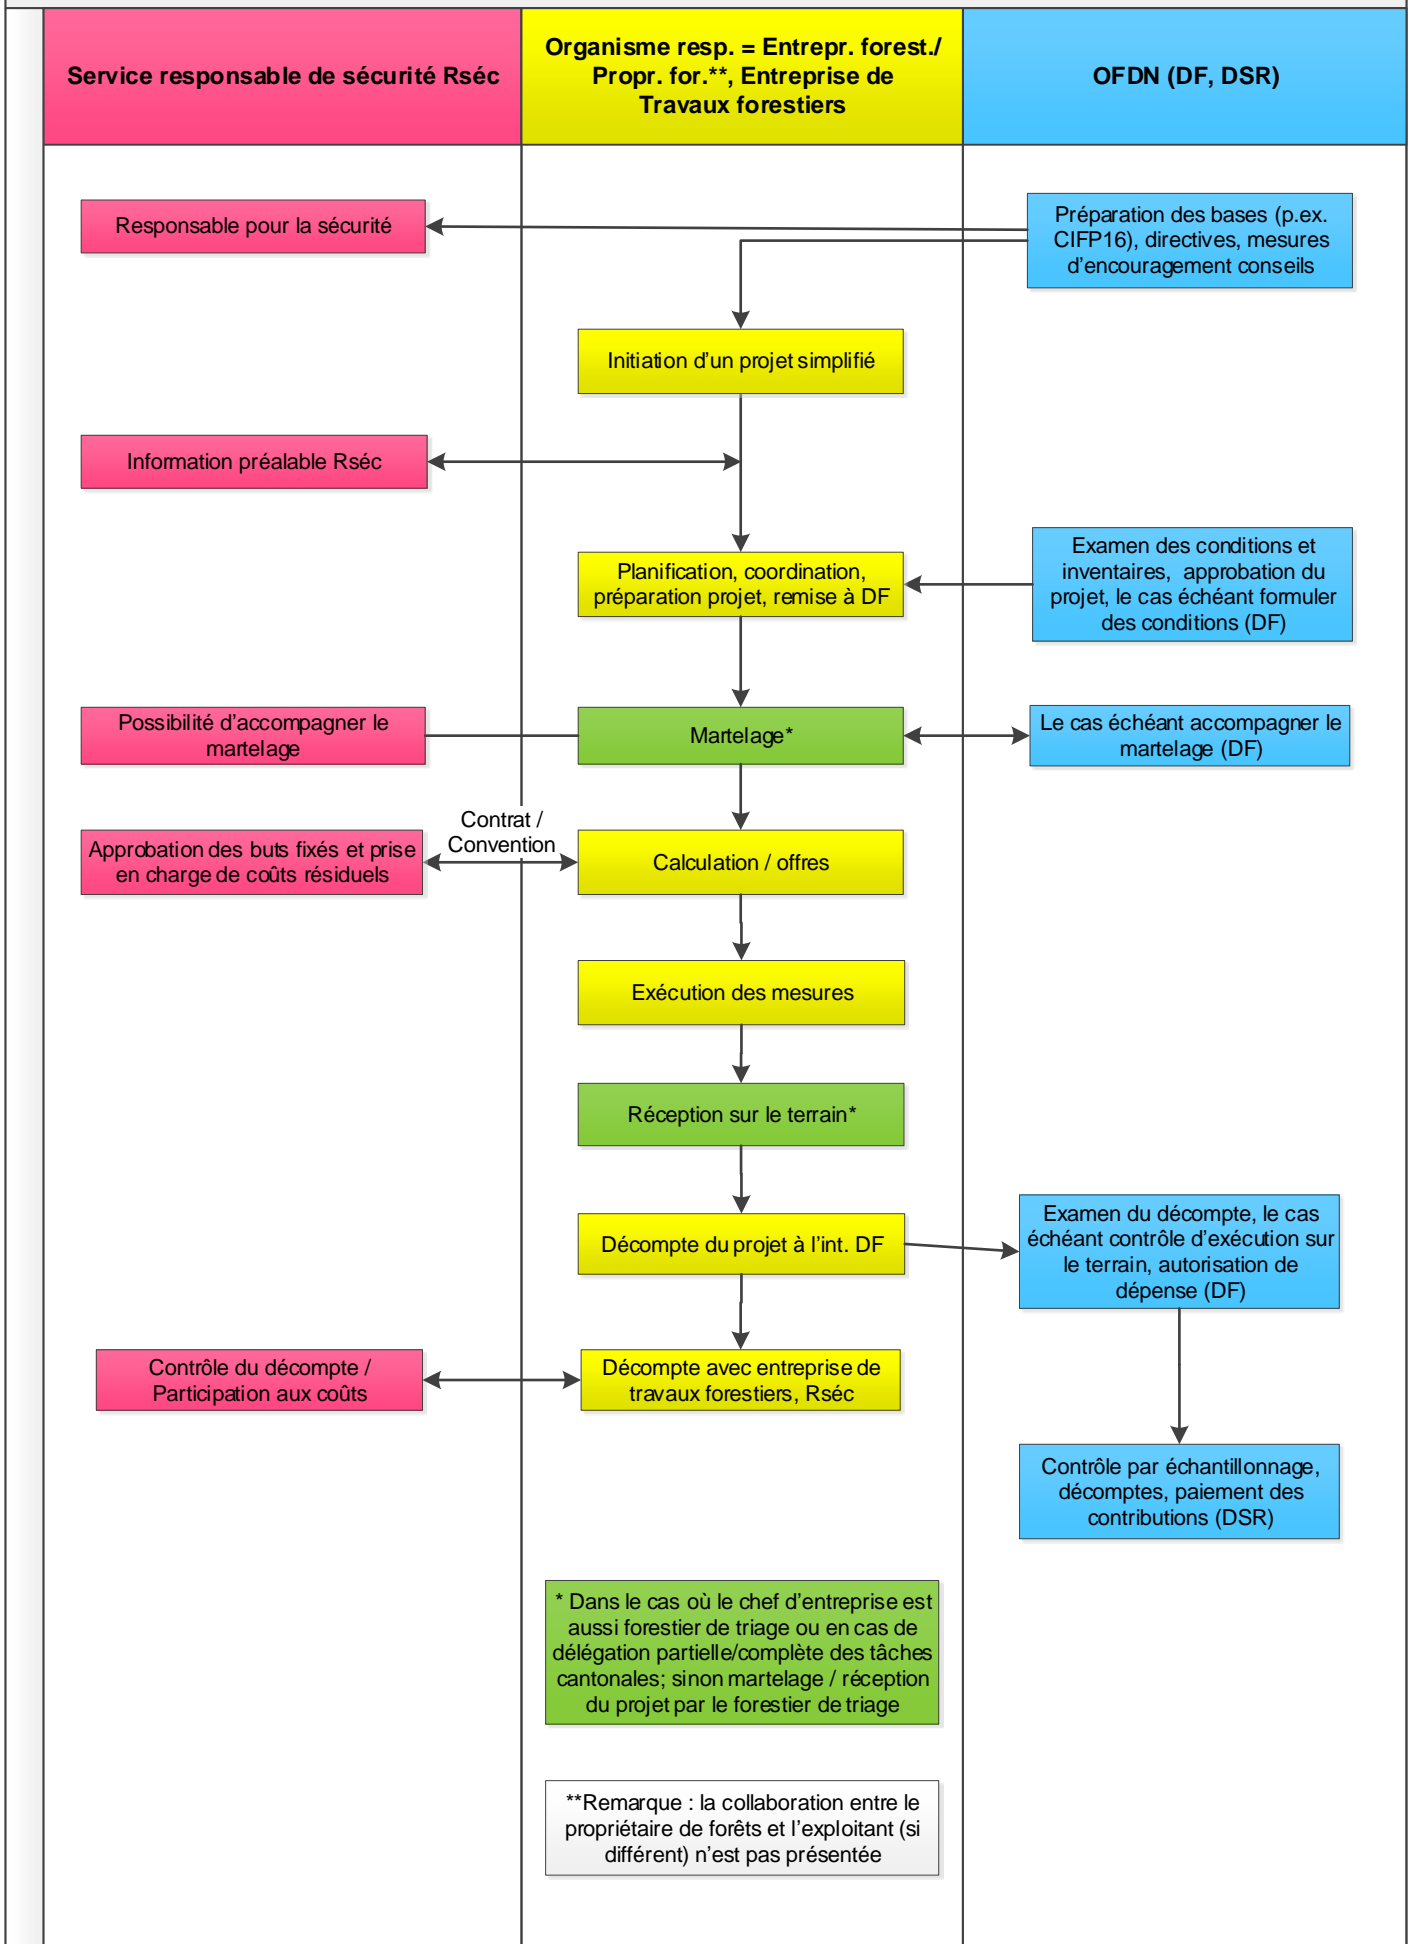 Service responsable de sécurité Rséc
Organisme resp. = Entrepr. forest./
Propr. for.**, Entreprise de
Travaux forestiers
OFDN (DF, DSR)
Responsable pour la sécurité
Préparation des bases (p.ex.
CIFP16), directives, mesures
d’encouragement conseils
Initiation d’un projet simplifié
Information préalable Rséc
Planification, coordination,
préparation projet, remise à DF
Examen des conditions et
inventaires, approbation du
projet, le cas échéant formuler
des conditions (DF)
Possibilité d’accompagner le
martelage
Martelage*
Le cas échéant accompagner le
martelage (DF)
Contrat /
Convention
Approbation des buts fixés et prise
en charge de coûts résiduels
Calculation / offres
Exécution des mesures
Réception sur le terrain*
Décompte du projet à l’int. DF
Examen du décompte, le cas
échéant contrôle d’exécution sur
le terrain, autorisation de
dépense (DF)
Contrôle du décompte /
Participation aux coûts
Décompte avec entreprise de
travaux forestiers, Rséc
Contrôle par échantillonnage,
décomptes, paiement des
contributions (DSR)
* Dans le cas où le chef d’entreprise est
aussi forestier de triage ou en cas de
délégation partielle/complète des tâches
cantonales; sinon martelage / réception
du projet par le forestier de triage
**Remarque : la collaboration entre le
propriétaire de forêts et l’exploitant (si
différent) n’est pas présentée